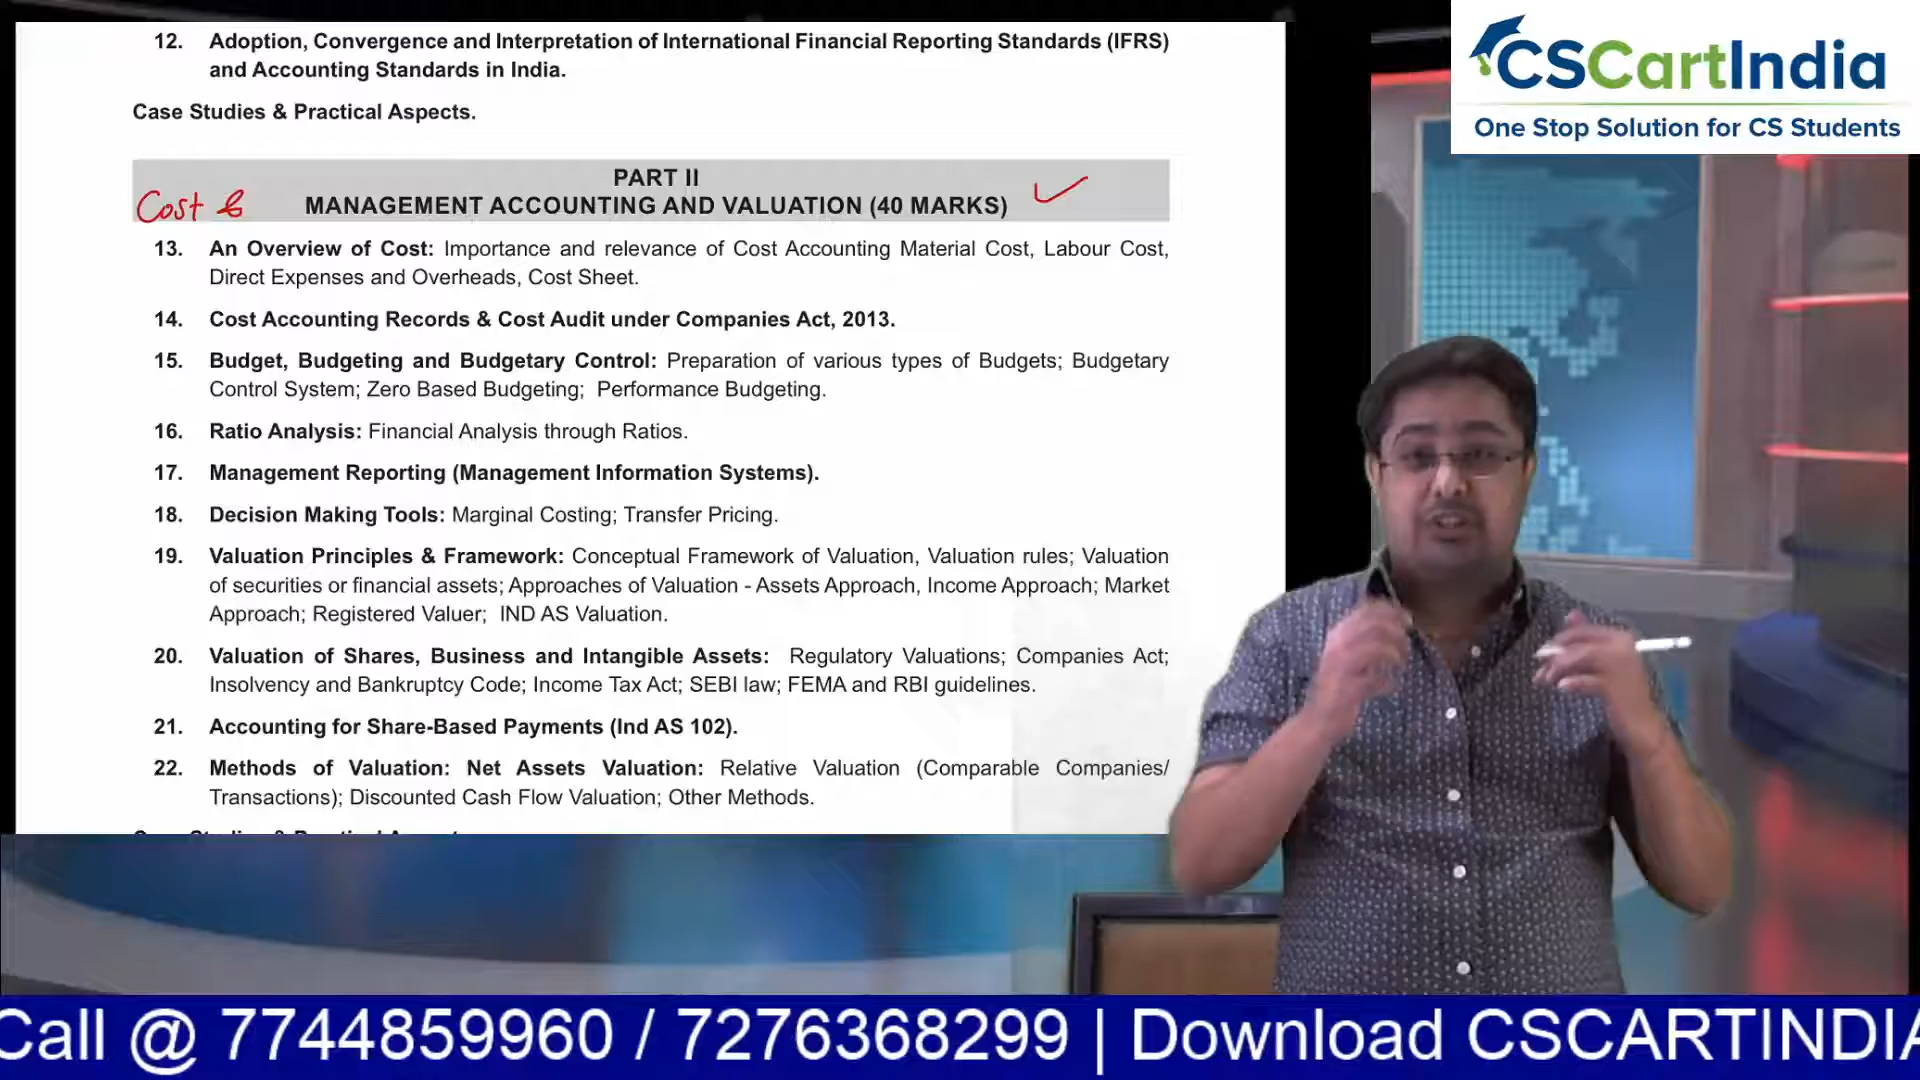 12. Adoption, Convergence and Interpretation of International Financial Reporting Standards (IFRS)
and Accounting Standards in India.
Case Studies & Practical Aspects.
PART II
Cost & MANAGEMENT ACCOUNTING AND VALUATION (40 MARKS)
13. An Overview of Cost: Importance and relevance of Cost Accounting Material Cost, Labour Cost,
Direct Expenses and Overheads, Cost Sheet.
14. Cost Accounting Records & Cost Audit under Companies Act, 2013.
15. Budget, Budgeting and Budgetary Control: Preparation of various types of Budgets; Budgetary
Control System; Zero Based Budgeting; Performance Budgeting.
16. Ratio Analysis: Financial Analysis through Ratios.
17. Management Reporting (Management Information Systems).
18. Decision Making Tools: Marginal Costing; Transfer Pricing.
19. Valuation Principles & Framework: Conceptual Framework of Valuation, Valuation rules; Valuation
of securities or financial assets; Approaches of Valuation - Assets Approach, Income Approach; Market
Approach; Registered Valuer; IND AS Valuation.
20. Valuation of Shares, Business and Intangible Assets: Regulatory Valuations; Companies Act;
Insolvency and Bankruptcy Code; Income Tax Act; SEBI law; FEMA and RBI guidelines.
21. Accounting for Share-Based Payments (Ind AS 102).
22. Methods of Valuation: Net Assets Valuation: Relative Valuation (Comparable Companies/
Transactions); Discounted Cash Flow Valuation; Other Methods.
CSCartIndia
One Stop Solution for CS Students
Call @ 7744859960 / 7276368299 | Download CSCARTINDIA